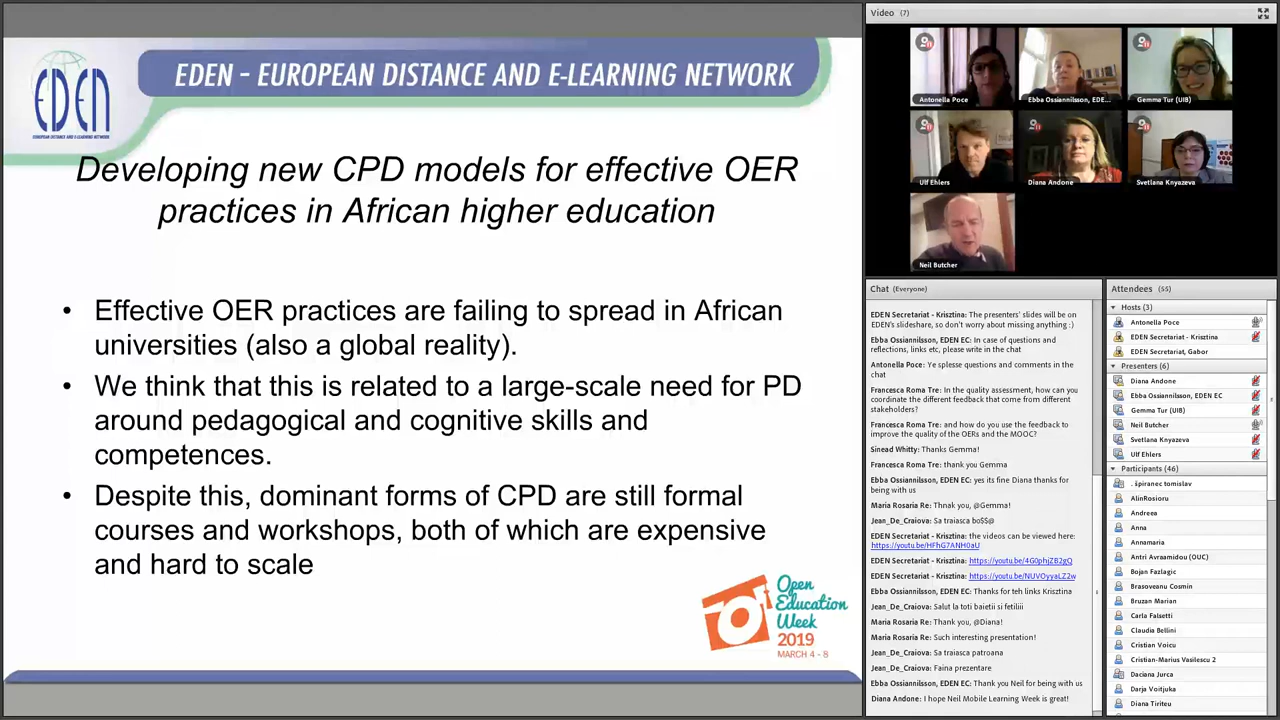 EDEN
EUROPEAN DISTANCE AND E-LEARNING NETWORK
EDEN - EUROPEAN DISTANCE AND E-LEARNING NETWORK
Developing new CPD models for effective OER
practices in African higher education
• Effective OER practices are failing to spread in African
universities (also a global reality).
• We think that this is related to a large-scale need for PD
around pedagogical and cognitive skills and
competences.
• Despite this, dominant forms of CPD are still formal
courses and workshops, both of which are expensive
and hard to scale
Open
Education
Week
2019
MARCH 4 - 8
Video (7)
Antonella Poce
Ebba Ossiannilsson, EDE...
Gemma Tur (UIB)
Ulf Ehlers
Diana Andone
Svetlana Knyazeva
Neil Butcher
Chat (Everyone)
EDEN Secretariat - Krisztina: The presenters' slides will be on
EDEN's slideshare, so don't worry about missing anything :)
Ebba Ossiannilsson, EDEN EC: In case of questions and
reflections, links etc, please write in the chat
Antonella Poce: Ye splesse questions and comments in the
chat
Francesca Roma Tre: In the quality assessment, how can you
coordinate the different feedback that come from different
stakeholders?
Francesca Roma Tre: and how do you use the feedback to
improve the quality of the OERs and the MOOC?
Sinead Whitty: Thanks Gemma!
Francesca Roma Tre: thank you Gemma
Ebba Ossiannilsson, EDEN EC: yes its fine Diana thanks for
being with us
Maria Rosaria Re: Thnak you, @Gemma!
Jean_De_Craiova: Sa traiasca bo$$@
EDEN Secretariat - Krisztina: the videos can be viewed here:
https://youtu.be/HFhG7ANH0aU
EDEN Secretariat - Krisztina: https://youtu.be/4G0phjZB2gQ
EDEN Secretariat - Krisztina: https://youtu.be/NUVOyyaLZ2w
Ebba Ossiannilsson, EDEN EC: Thanks for teh links Krisztina
Jean_De_Craiova: Salut la toti baietii si fetiliii
Maria Rosaria Re: Thank you, @Diana!
Maria Rosaria Re: Such interesting presentation!
Jean_De_Craiova: Sa traiasca patroana
Jean_De_Craiova: Faina prezentare
Ebba Ossiannilsson, EDEN EC: Thank you Neil for being with us
Diana Andone: I hope Neil Mobile Learning Week is great!
Attendees (55)
Hosts (3)
Antonella Poce
EDEN Secretariat - Krisztina
EDEN Secretariat, Gabor
Presenters (6)
Diana Andone
Ebba Ossiannilsson, EDEN EC
Gemma Tur (UIB)
Neil Butcher
Svetlana Knyazeva
Ulf Ehlers
Participants (46)
. špiranec tomislav
AlinRosioru
Andreea
Anna
Annamaria
Antri Avraamidou (OUC)
Bojan Fazlagic
Brasoveanu Cosmin
Bruzan Marian
Carla Falsetti
Claudia Bellini
Cristian Voicu
Cristian-Marius Vasilescu 2
Daciana Jurca
Darja Voitjuka
Diana Tiriteu